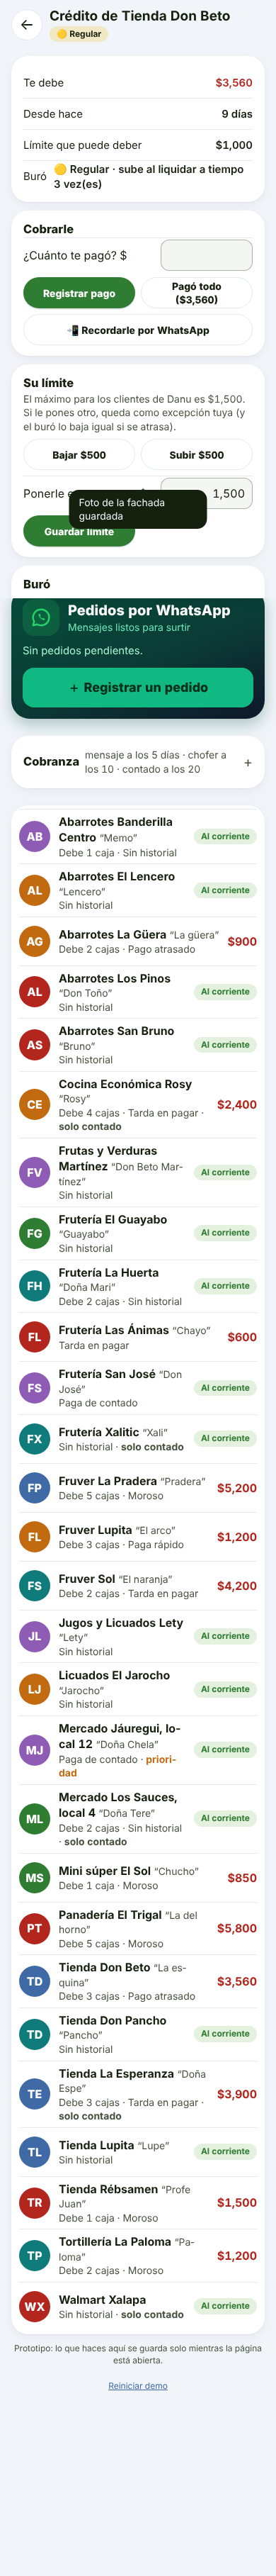 Crédito de Tienda Don Beto
🟡 Regular
Te debe $3,560
Desde hace 9 días
Límite que puede deber $1,000
Buró 🟡 Regular · sube al liquidar a tiempo
3 vez(es)
Cobrarle
¿Cuánto te pagó? $
Registrar pago
Pagó todo
($3,560)
📲 Recordarle por WhatsApp
Su límite
El máximo para los clientes de Danu es $1,500.
Si le pones otro, queda como excepción tuya (y
el buró lo baja igual si se atrasa).
Bajar $500 Subir $500
Ponerle 1,500
Foto de la fachada
guardada
Guardar límite
Buró
Pedidos por WhatsApp
Mensajes listos para surtir
Sin pedidos pendientes.
+ Registrar un pedido
Cobranza mensaje a los 5 días · chofer a
los 10 · contado a los 20 +
AB Abarrotes Banderilla
Centro “Memo” Al corriente
Debe 1 caja · Sin historial
AL Abarrotes El Lencero
“Lencero” Al corriente
Sin historial
AG Abarrotes La Güera “La güera” $900
Debe 2 cajas · Pago atrasado
AL Abarrotes Los Pinos
“Don Toño” Al corriente
Sin historial
AS Abarrotes San Bruno
“Bruno” Al corriente
Sin historial
CE Cocina Económica Rosy
“Rosy” $2,400
Debe 4 cajas · Tarda en pagar ·
solo contado
FV Frutas y Verduras
Martínez “Don Beto Mar-
tínez” Al corriente
Sin historial
FG Frutería El Guayabo
“Guayabo” Al corriente
Sin historial
FH Frutería La Huerta
“Doña Mari” Al corriente
Debe 2 cajas · Sin historial
FL Frutería Las Ánimas “Chayo” $600
Tarda en pagar
FS Frutería San José “Don
José” Al corriente
Paga de contado
FX Frutería Xalitic “Xali” Al corriente
Sin historial · solo contado
FP Fruver La Pradera “Pradera” $5,200
Debe 5 cajas · Moroso
FL Fruver Lupita “El arco” $1,200
Debe 3 cajas · Paga rápido
FS Fruver Sol “El naranja” $4,200
Debe 2 cajas · Tarda en pagar
JL Jugos y Licuados Lety
“Lety” Al corriente
Sin historial
LJ Licuados El Jarocho
“Jarocho” Al corriente
Sin historial
MJ Mercado Jáuregui, lo-
cal 12 “Doña Chela” Al corriente
Paga de contado · priori-
dad
ML Mercado Los Sauces,
local 4 “Doña Tere” Al corriente
Debe 2 cajas · Sin historial
· solo contado
MS Mini súper El Sol “Chucho” $850
Debe 1 caja · Moroso
PT Panadería El Trigal “La del
horno” $5,800
Debe 5 cajas · Moroso
TD Tienda Don Beto “La es-
quina” $3,560
Debe 3 cajas · Pago atrasado
TD Tienda Don Pancho
“Pancho” Al corriente
Sin historial
TE Tienda La Esperanza “Doña
Espe” $3,900
Debe 3 cajas · Tarda en pagar ·
solo contado
TL Tienda Lupita “Lupe” Al corriente
Sin historial
TR Tienda Rébsamen “Profe
Juan” $1,500
Debe 1 caja · Moroso
TP Tortillería La Paloma “Pa-
loma” $1,200
Debe 2 cajas · Moroso
WX Walmart Xalapa Al corriente
Sin historial · solo contado
Prototipo: lo que haces aquí se guarda solo mientras la página
está abierta.
Reiniciar demo